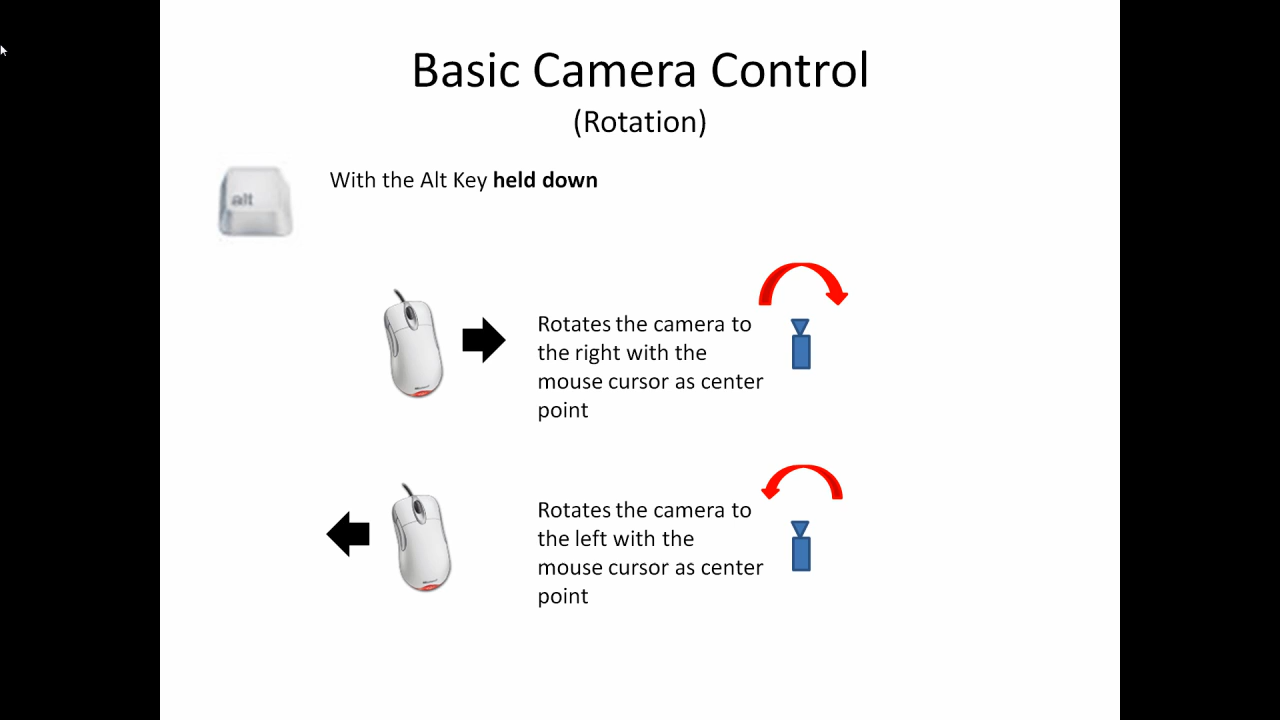 Basic Camera Control
(Rotation)
alt
With the Alt Key held down
Rotates the camera to
the right with the
mouse cursor as center
point
Rotates the camera to
the left with the
mouse cursor as center
point